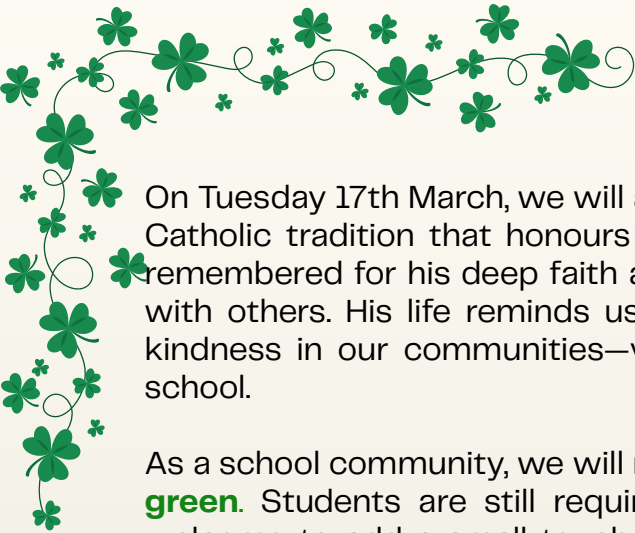 On Tuesday 17th March, we will
Catholic tradition that honours
remembered for his deep faith
with others. His life reminds us
kindness in our communities—
school.
As a school community, we will
green. Students are still